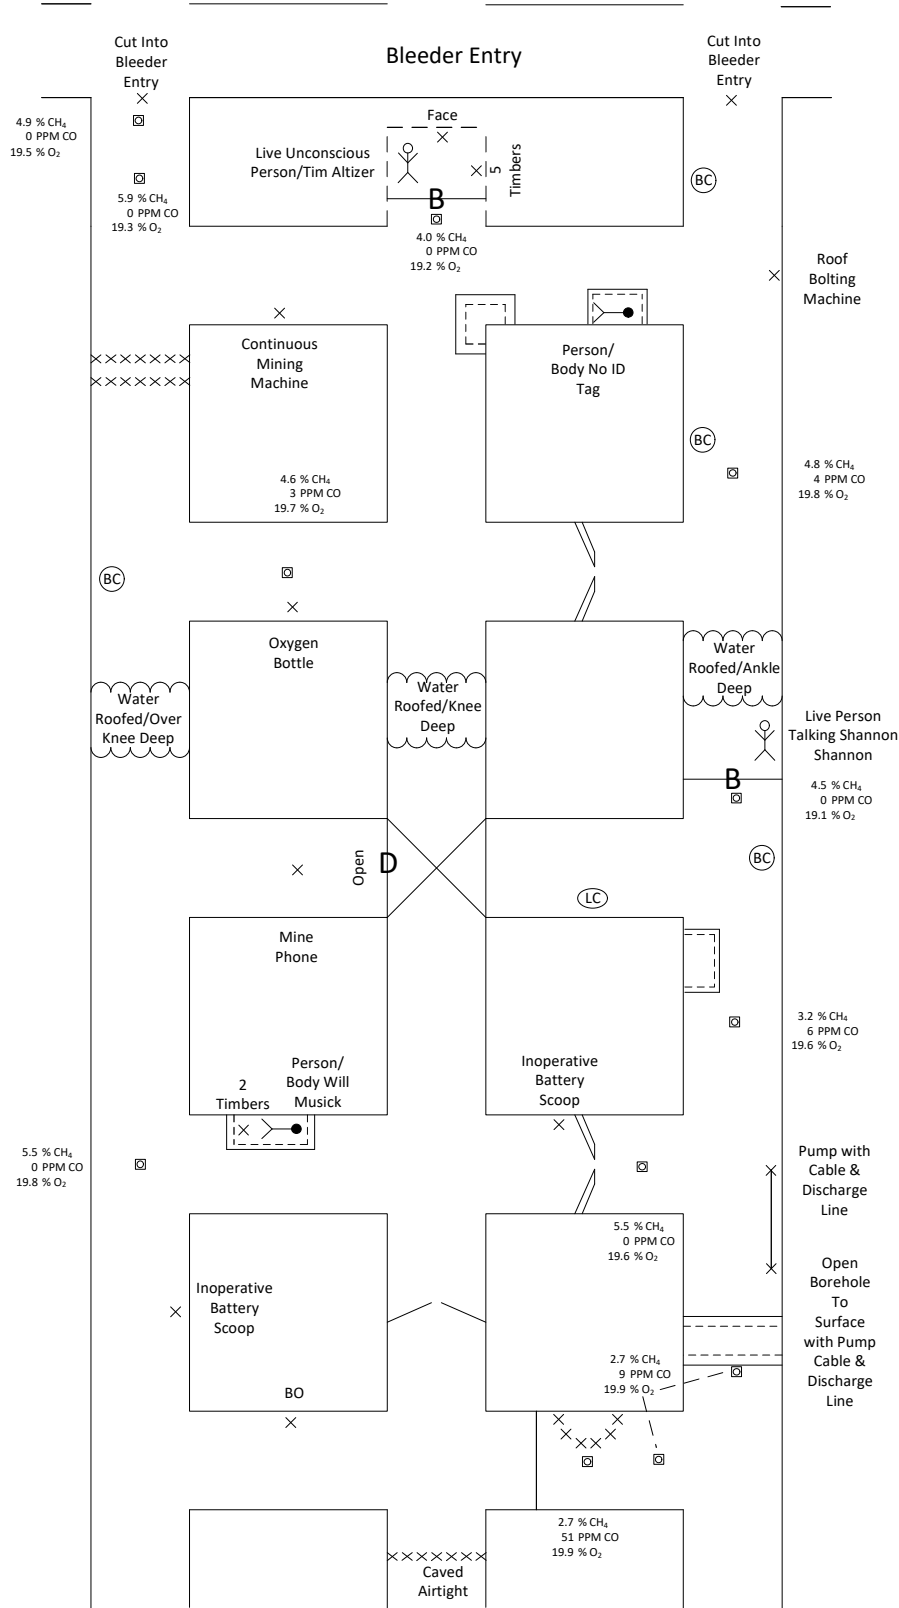 Cut Into
Bleeder
Entry
Bleeder Entry
Cut Into
Bleeder
Entry
4.9 % CH₄
0 PPM CO
19.5 % O₂
Face
Live Unconscious
Person/Tim Altizer
5
Timbers
B
BC
5.9 % CH₄
0 PPM CO
19.3 % O₂
4.0 % CH₄
0 PPM CO
19.2 % O₂
Roof
Bolting
Machine
Continuous
Mining
Machine
Person/
Body No ID
Tag
BC
4.6 % CH₄
3 PPM CO
19.7 % O₂
4.8 % CH₄
4 PPM CO
19.8 % O₂
BC
Oxygen
Bottle
Water
Roofed/Ankle
Deep
Water
Roofed/Over
Knee Deep
Water
Roofed/Knee
Deep
Live Person
Talking Shannon
Shannon
B
4.5 % CH₄
0 PPM CO
19.1 % O₂
Open
D
BC
LC
Mine
Phone
3.2 % CH₄
6 PPM CO
19.6 % O₂
2
Timbers
Person/
Body Will
Musick
Inoperative
Battery
Scoop
5.5 % CH₄
0 PPM CO
19.8 % O₂
Pump with
Cable &
Discharge
Line
5.5 % CH₄
0 PPM CO
19.6 % O₂
Inoperative
Battery
Scoop
Open
Borehole
To
Surface
with Pump
Cable &
Discharge
Line
2.7 % CH₄
9 PPM CO
19.9 % O₂
BO
2.7 % CH₄
51 PPM CO
19.9 % O₂
Caved
Airtight